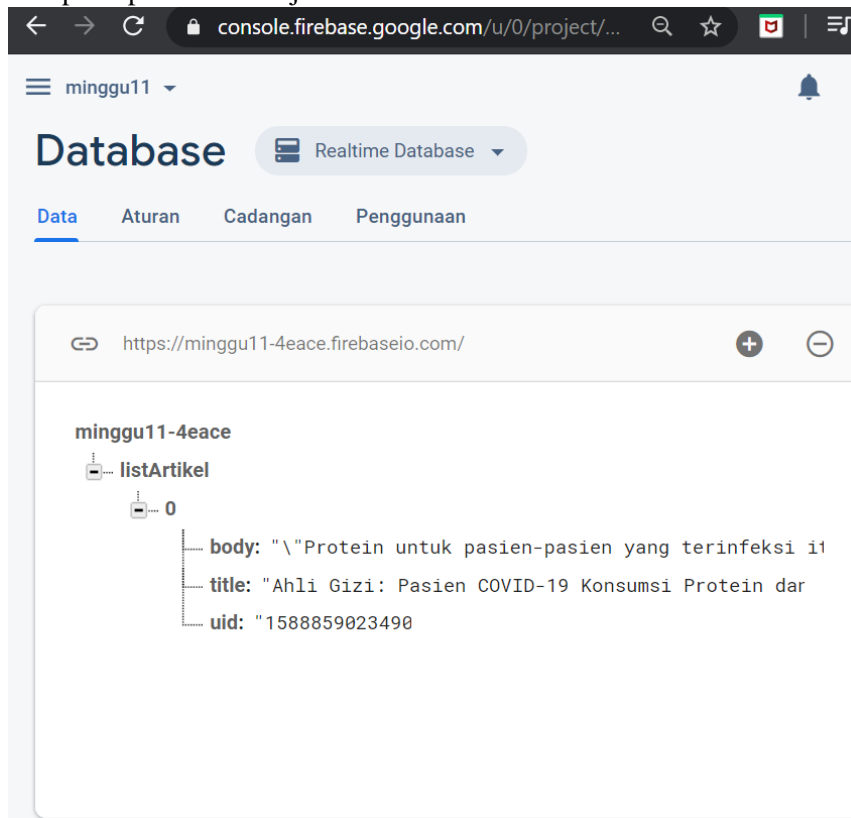 console.firebase.google.com/u/0/project/...
minggu11
Database Realtime Database
Data Aturan Cadangan Penggunaan
https://minggu11-4eace.firebaseio.com/
minggu11-4eace
listArtikel
0
body: "\"Protein untuk pasien-pasien yang terinfeksi
title: "Ahli Gizi: Pasien COVID-19 Konsumsi Protein
uid: "1588859023490